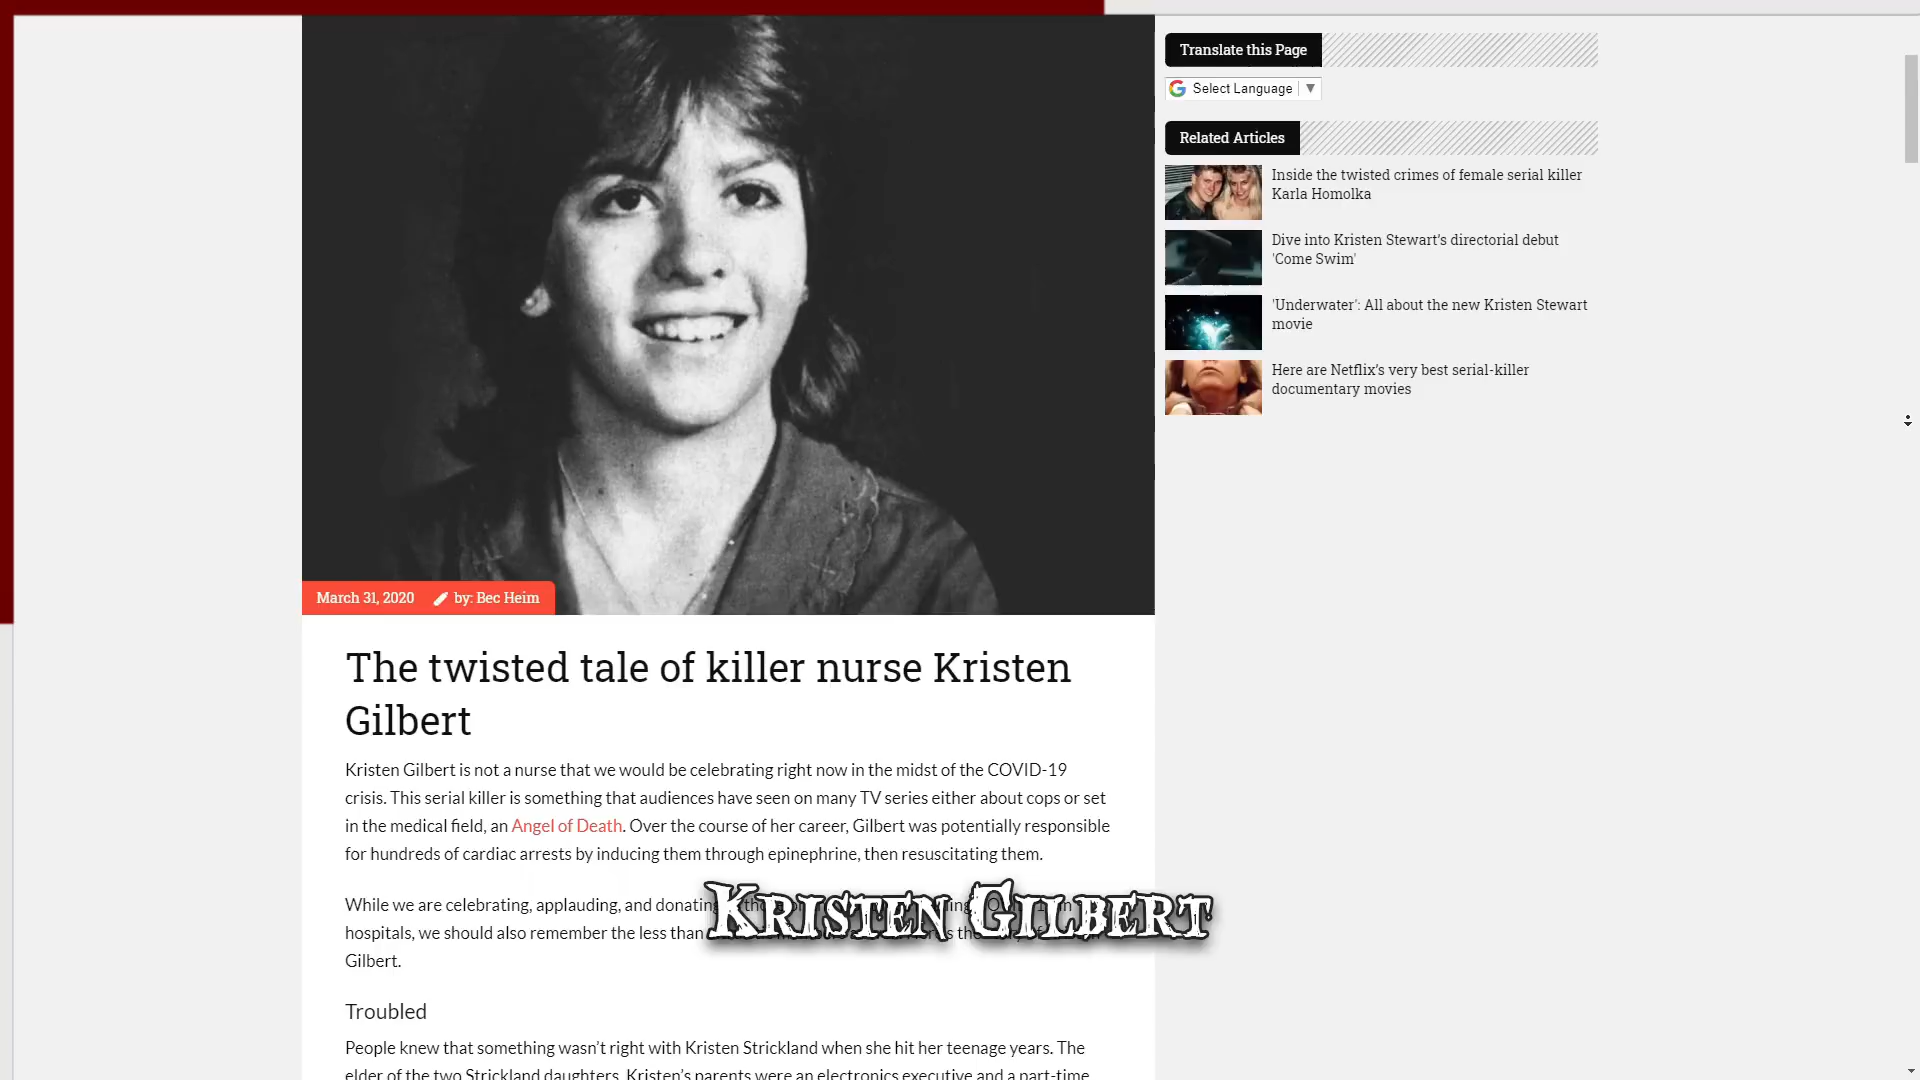 March 31, 2020 by: Bec Heim
The twisted tale of killer nurse Kristen
Gilbert
Kristen Gilbert is not a nurse that we would be celebrating right now in the midst of the COVID-19
crisis. This serial killer is something that audiences have seen on many TV series either about cops or set
in the medical field, an Angel of Death. Over the course of her career, Gilbert was potentially responsible
for hundreds of cardiac arrests by inducing them through epinephrine, then resuscitating them.
While we are celebrating, applauding, and donating
hospitals, we should also remember the less than
Gilbert.
Kristen Gilbert
Troubled
People knew that something wasn't right with Kristen Strickland when she hit her teenage years. The
elder of the two Strickland daughters, Kristen's parents were an electronics executive and a part-time
Translate this Page
Select Language ▼
Related Articles
Inside the twisted crimes of female serial killer
Karla Homolka
Dive into Kristen Stewart's directorial debut
'Come Swim'
'Underwater': All about the new Kristen Stewart
movie
Here are Netflix's very best serial-killer
documentary movies